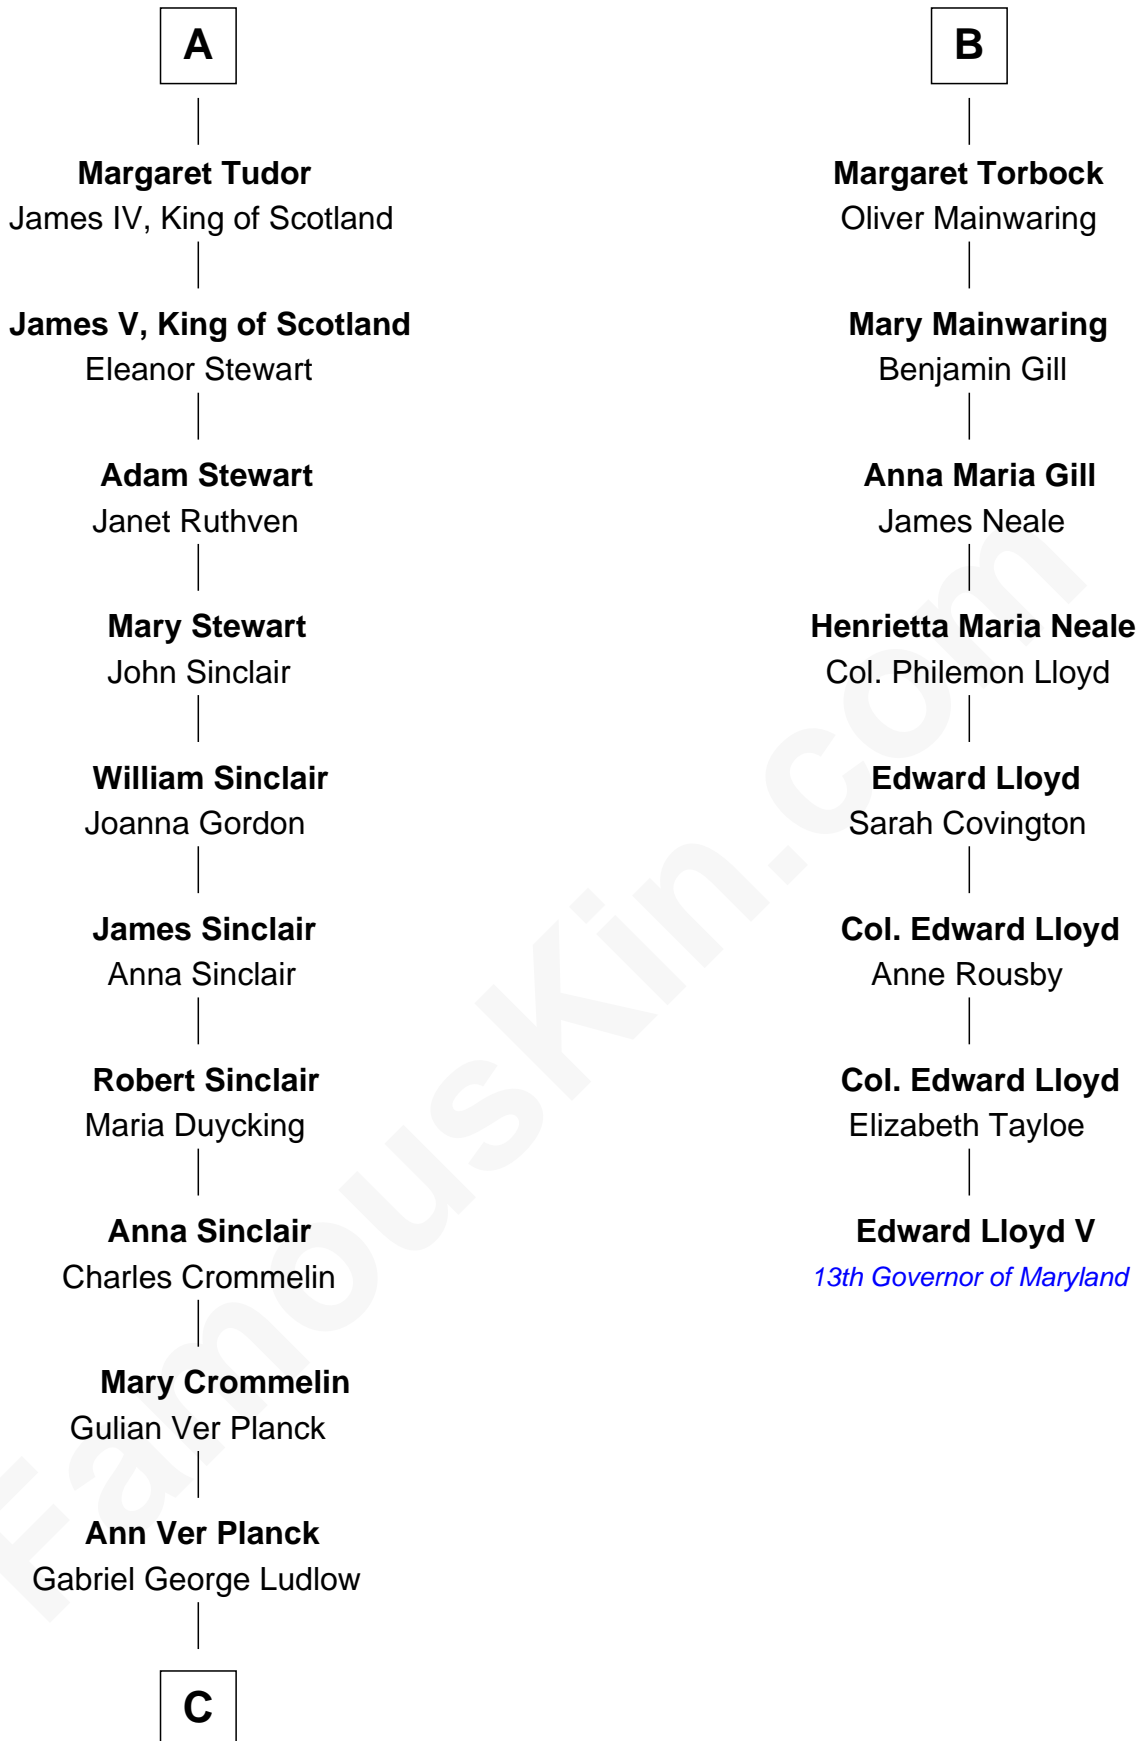 A
Margaret Tudor
James IV, King of Scotland
James V, King of Scotland
Eleanor Stewart
Adam Stewart
Janet Ruthven
Mary Stewart
John Sinclair
William Sinclair
Joanna Gordon
James Sinclair
Anna Sinclair
Robert Sinclair
Maria Duycking
Anna Sinclair
Charles Crommelin
Mary Crommelin
Gulian Ver Planck
Ann Ver Planck
Gabriel George Ludlow
C
B
Margaret Torbock
Oliver Mainwaring
Mary Mainwaring
Benjamin Gill
Anna Maria Gill
James Neale
Henrietta Maria Neale
Col. Philemon Lloyd
Edward Lloyd
Sarah Covington
Col. Edward Lloyd
Anne Rousby
Col. Edward Lloyd
Elizabeth Tayloe
Edward Lloyd V
13th Governor of Maryland
FamousKin.com